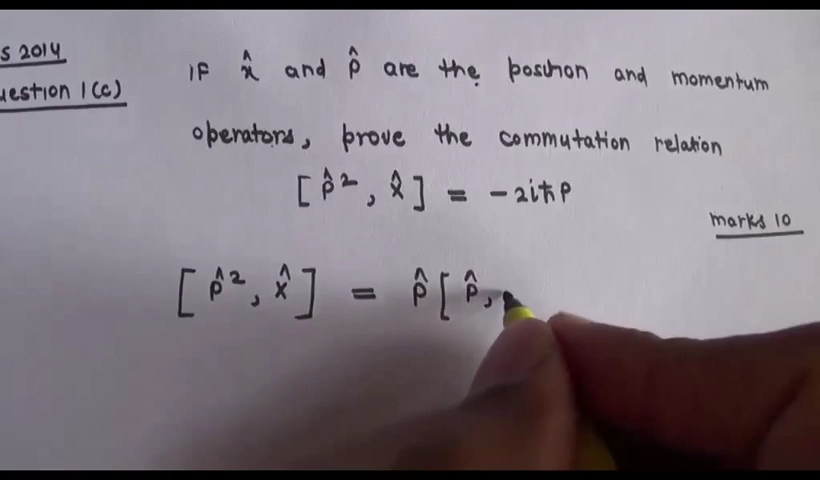 s 2014
uestion 1(c)
If x̂ and p̂ are the position and momentum
operators, prove the commutation relation
[p̂², x̂] = -2iħp
marks 10
[p̂², x̂] = p̂[p̂,